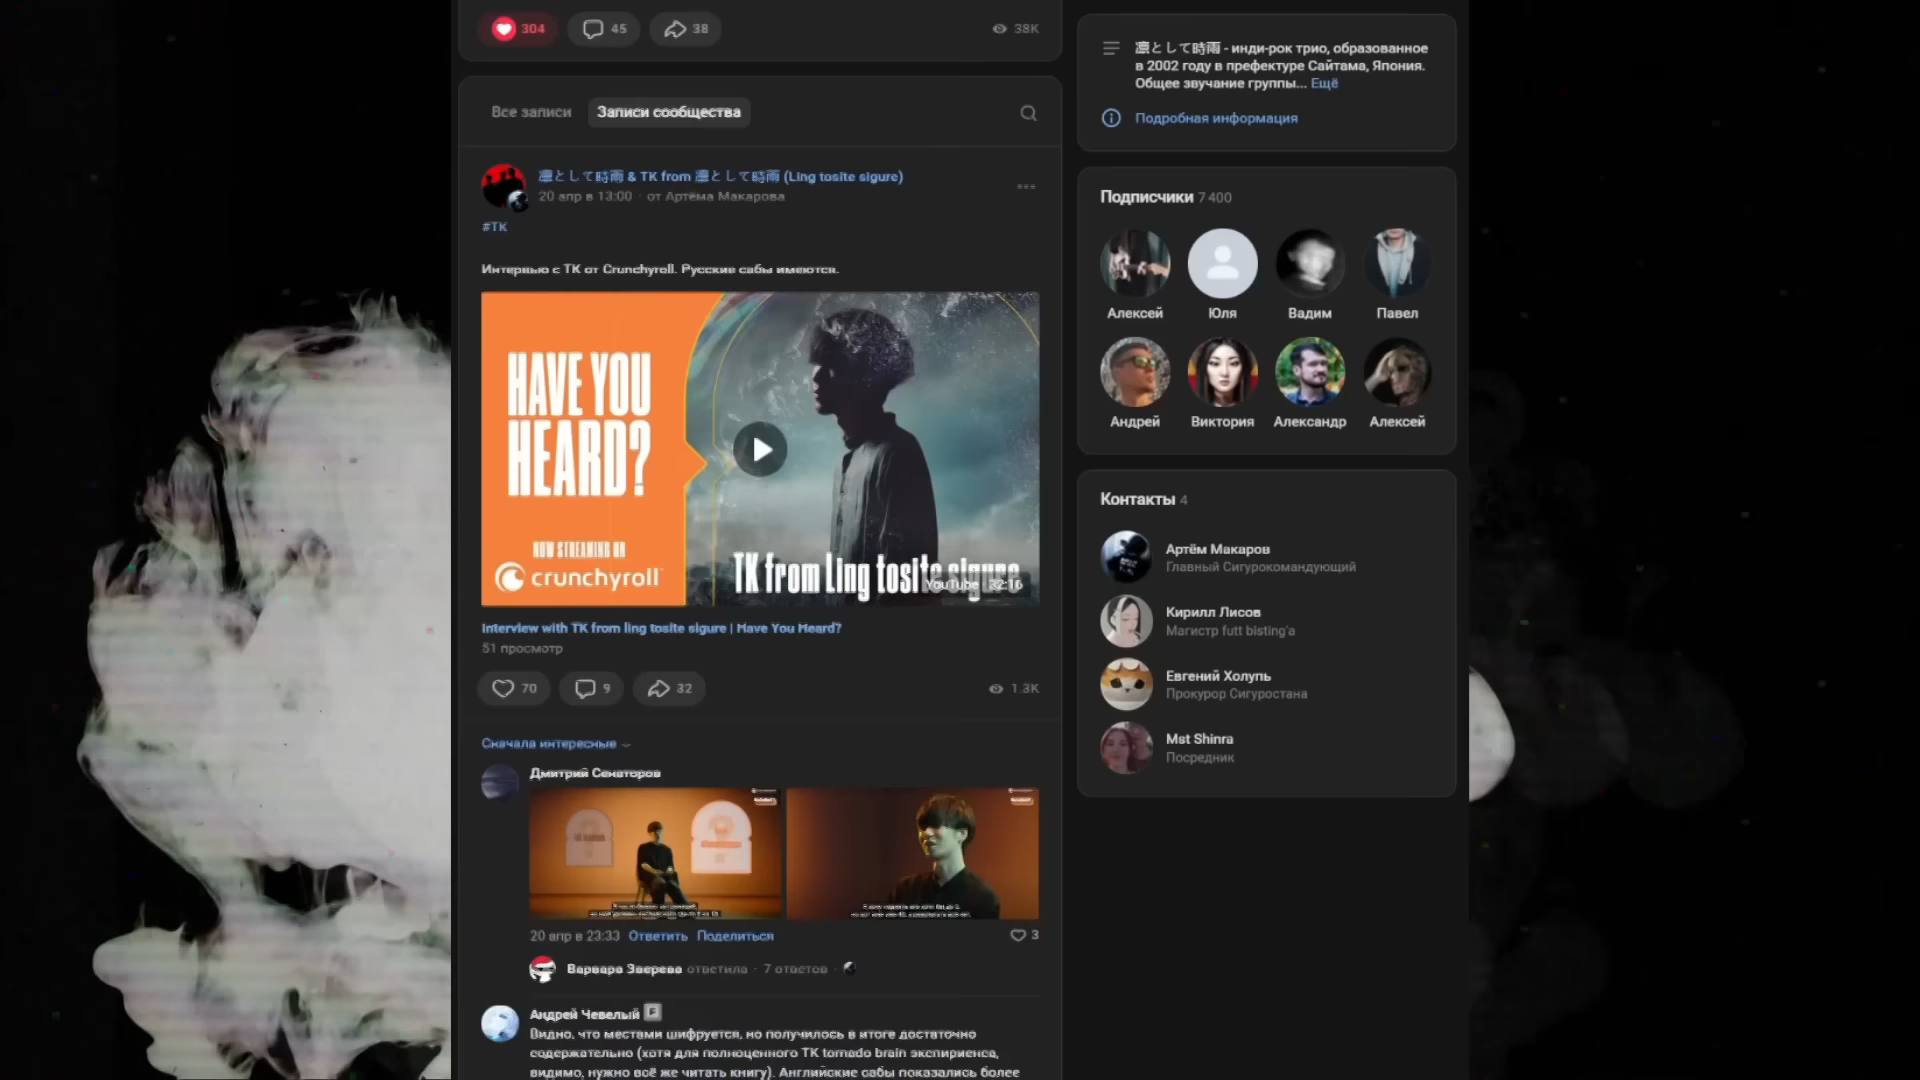 304
45
38
38K
Все записи
Записи сообщества
凛として時雨 & TK from 凛として時雨 (Ling tosite sigure)
20 апр в 13:00 · от Артёма Макарова
#TK
Интервью с ТК от Crunchyroll. Русские сабы имеются.
HAVE YOU
HEARD?
NOW STREAMING ON
crunchyroll
TK from Ling tosite sigure
YouTube · 32:16
Interview with TK from ling tosite sigure | Have You Heard?
51 просмотр
70
9
32
1.3K
Сначала интересные
Дмитрий Сенаторов
20 апр в 23:33 Ответить Поделиться
3
Варвара Зверева ответила · 7 ответов ·
Андрей Чевелый
Видно, что местами шифруется, но получилось в итоге достаточно
содержательно (хотя для полноценного TK tornado brain экспириенса,
видимо, нужно всё же читать книгу). Английские сабы показались более
凛として時雨 - инди-рок трио, образованное
в 2002 году в префектуре Сайтама, Япония.
Общее звучание группы... Ещё
Подробная информация
Подписчики 7 400
Алексей
Юля
Вадим
Павел
Андрей
Виктория
Александр
Алексей
Контакты 4
Артём Макаров
Главный Сигурокомандующий
Кирилл Лисов
Магистр futt bisting'а
Евгений Холупь
Прокурор Сигуростана
Mst Shinra
Посредник